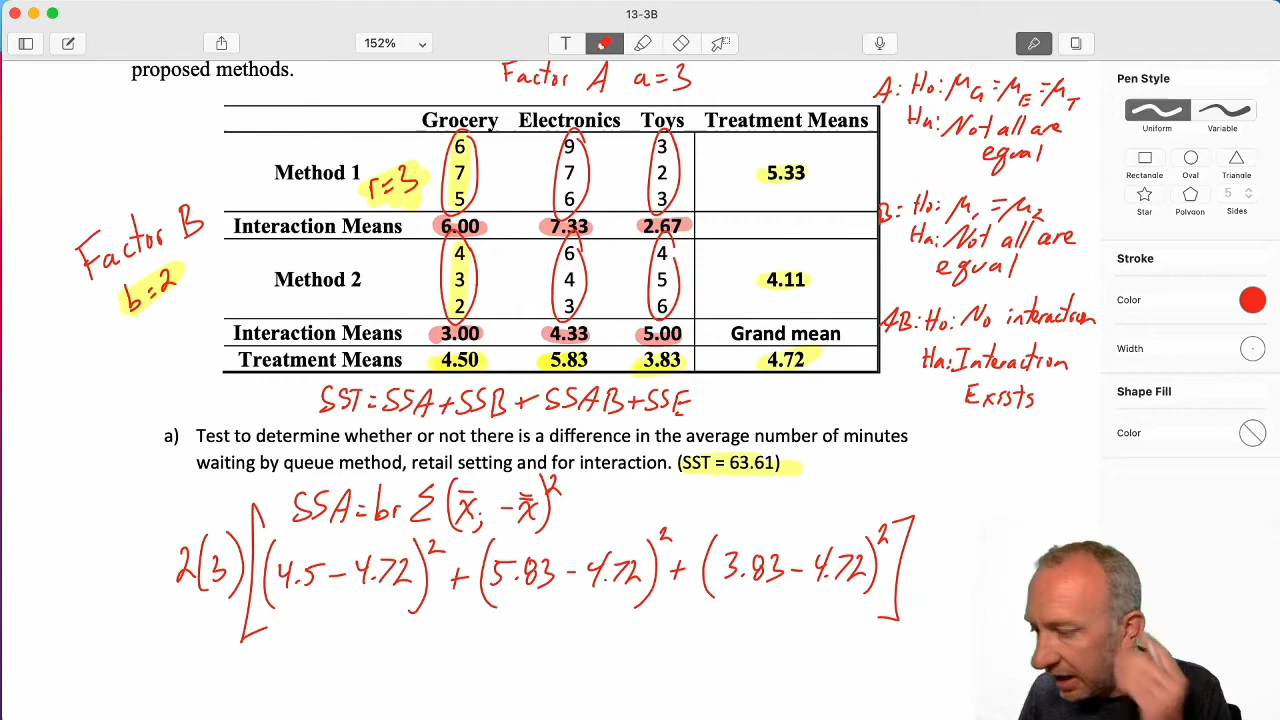 13-3B
152%
T
Pen Style
Uniform Variable
Rectangle Oval Triangle
Star Polygon 5 Sides
Stroke
Color
Width
Shape Fill
Color
proposed methods.
Factor A a=3
Grocery Electronics Toys Treatment Means
6 9 3
Method 1 r=3 7 7 2 5.33
5 6 3
Interaction Means 6.00 7.33 2.67
4 6 4
Method 2 3 4 5 4.11
2 3 6
Interaction Means 3.00 4.33 5.00 Grand mean
Treatment Means 4.50 5.83 3.83 4.72
Factor B
b=2
A: Ho: μG = μE = μT
Ha: Not all are
equal
B: Ho: μ1 = μ2
Ha: Not all are
equal
AB: Ho: No interaction
Ha: Interaction
Exists
SST = SSA + SSB + SSAB + SSE
a) Test to determine whether or not there is a difference in the average number of minutes
waiting by queue method, retail setting and for interaction. (SST = 63.61)
SSA = br Σ (x̄j - x̿)²
2(3) [(4.5 - 4.72)² + (5.83 - 4.72)² + (3.83 - 4.72)²]